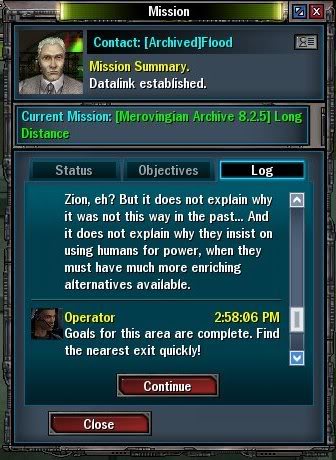 Mission
Contact: [Archived]Flood
Mission Summary.
Datalink established.
Current Mission: [Merovingian Archive 8.2.5] Long
Distance
Status Objectives Log
Zion, eh? But it does not explain why
it was not this way in the past... And
it does not explain why they insist on
using humans for power, when they
must have much more enriching
alternatives available.
Operator 2:58:06 PM
Goals for this area are complete. Find
the nearest exit quickly!
Continue
Close